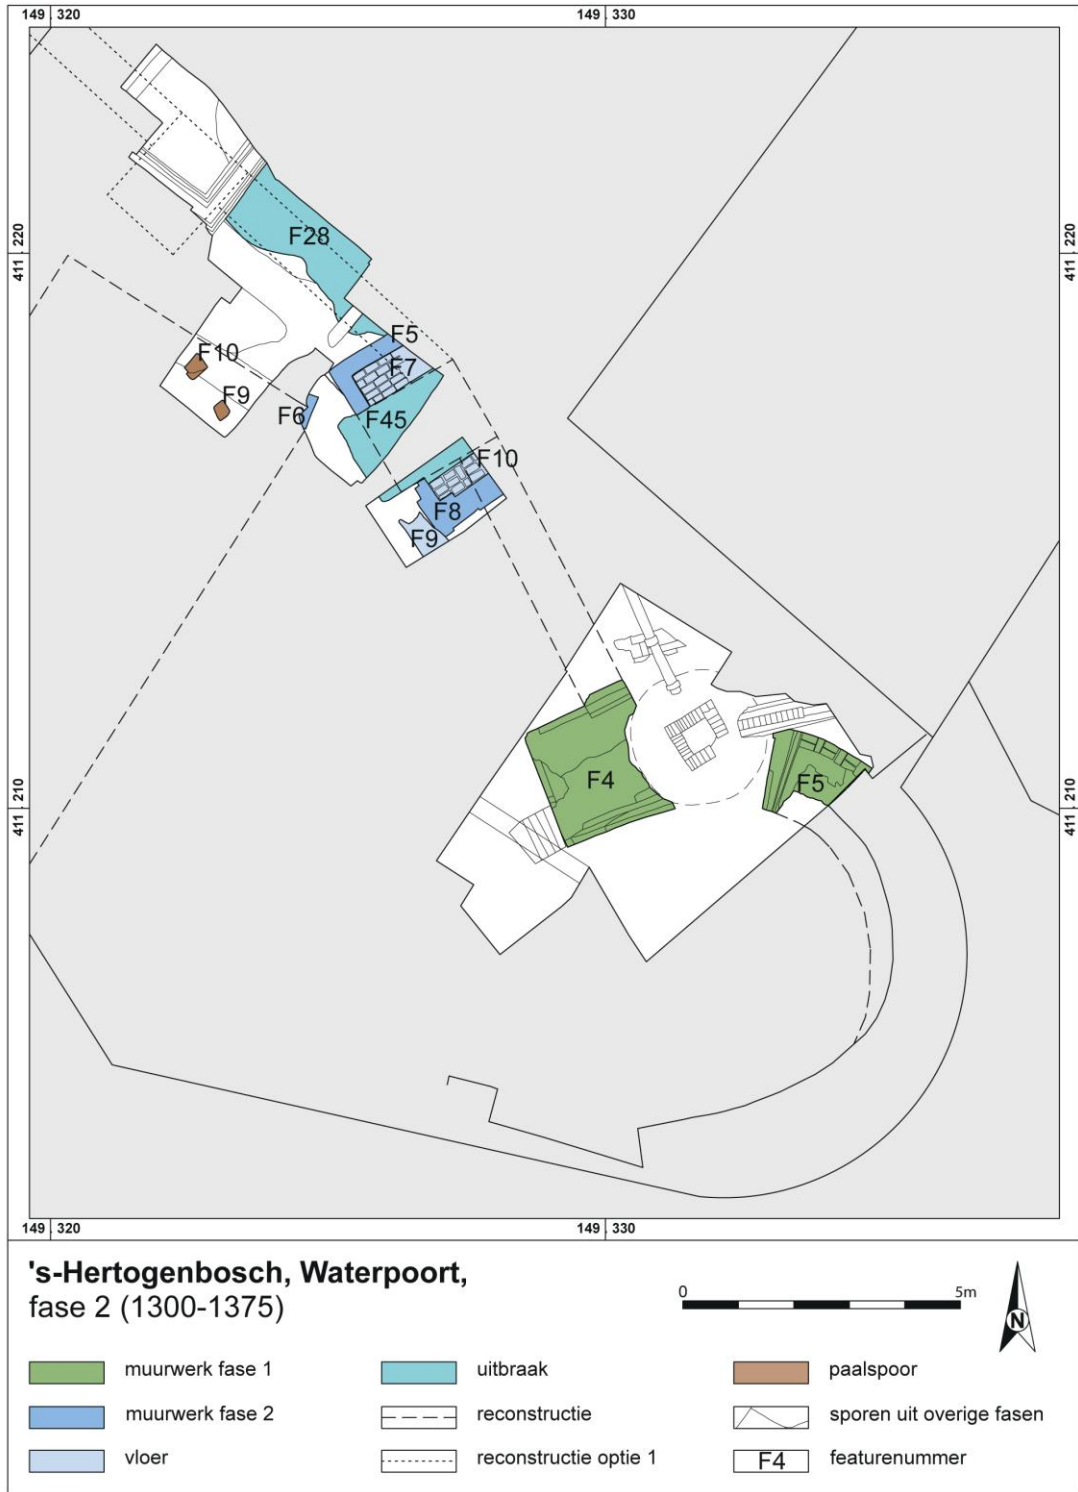 149 320
149 330
411 220
411 220
F28
F5
F10
F7
F9
F6
F45
F10
F8
F9
F4
F5
411 210
411 210
149 320
149 330
's-Hertogenbosch, Waterpoort,
fase 2 (1300-1375)
0 5m
N
muurwerk fase 1
uitbraak
paalspoor
muurwerk fase 2
reconstructie
sporen uit overige fasen
vloer
reconstructie optie 1
F4 featurenummer